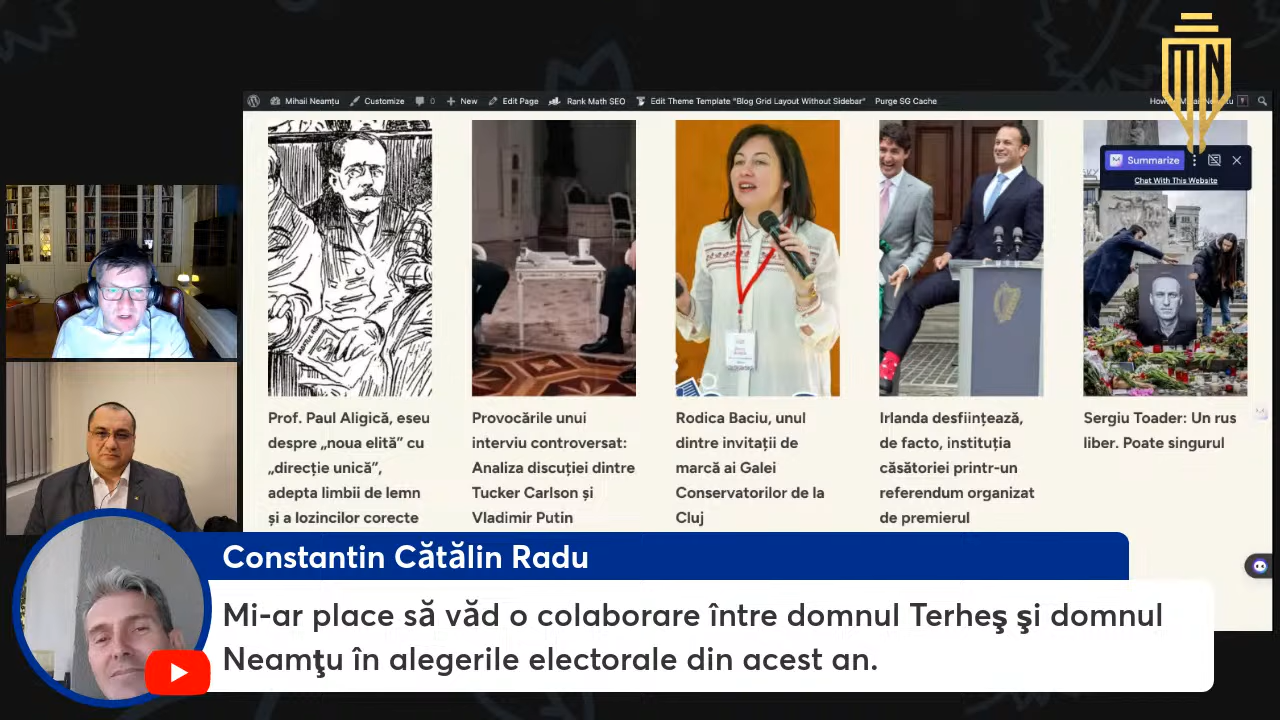 MN
Mihail Neamțu Customize 0 New Edit Page Rank Math SEO Edit Theme Template "Blog Grid Layout Without Sidebar" Purge SG Cache
Summarize
Chat With This Website
Prof. Paul Aligică, eseu
despre „noua elită” cu
„direcție unică”,
adepta limbii de lemn
și a lozincilor corecte
Provocările unui
interviu controversat:
Analiza discuției dintre
Tucker Carlson și
Vladimir Putin
Rodica Baciu, unul
dintre invitații de
marcă ai Galei
Conservatorilor de la
Cluj
Irlanda desființează,
de facto, instituția
căsătoriei printr-un
referendum organizat
de premierul
Sergiu Toader: Un rus
liber. Poate singurul
Constantin Cătălin Radu
Mi-ar place să văd o colaborare între domnul Terheş şi domnul
Neamţu în alegerile electorale din acest an.